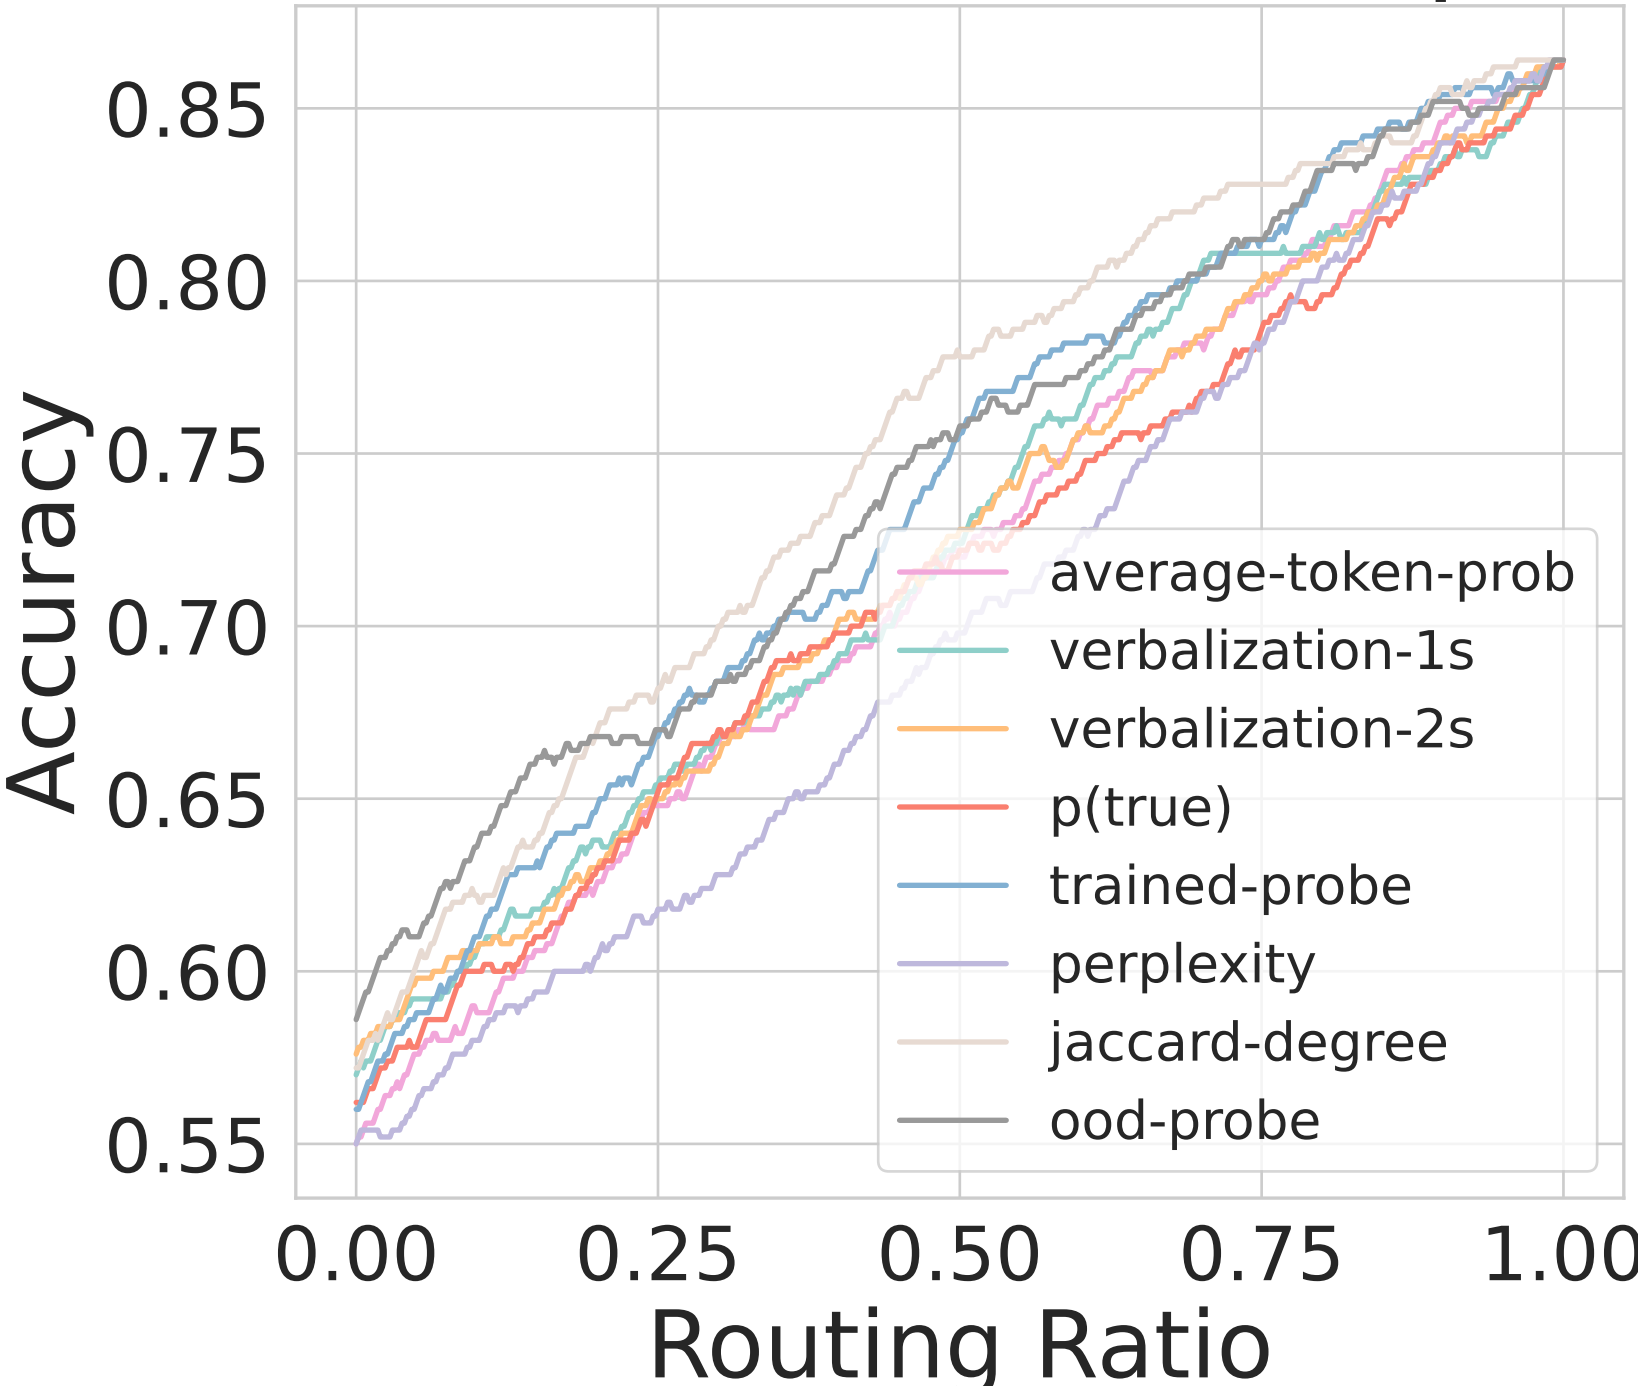 Accuracy
0.85
0.80
0.75
0.70
0.65
0.60
0.55
average-token-prob
verbalization-1s
verbalization-2s
p(true)
trained-probe
perplexity
jaccard-degree
ood-probe
0.00 0.25 0.50 0.75 1.00
Routing Ratio